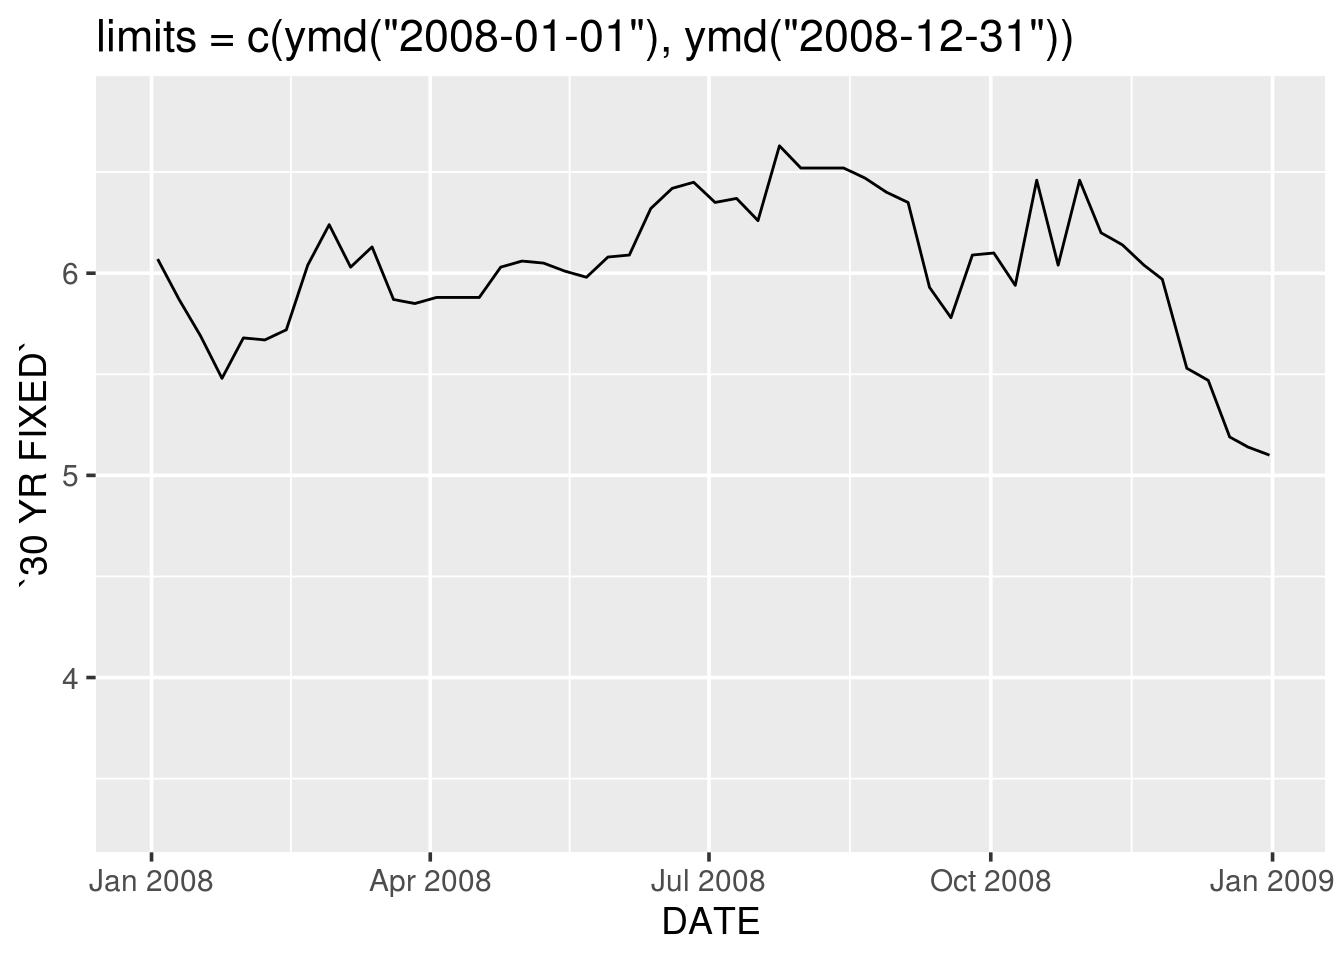 limits = c(ymd("2008-01-01"), ymd("2008-12-31"))
`30 YR FIXED`
6
5
4
Jan 2008 Apr 2008 Jul 2008 Oct 2008 Jan 2009
DATE